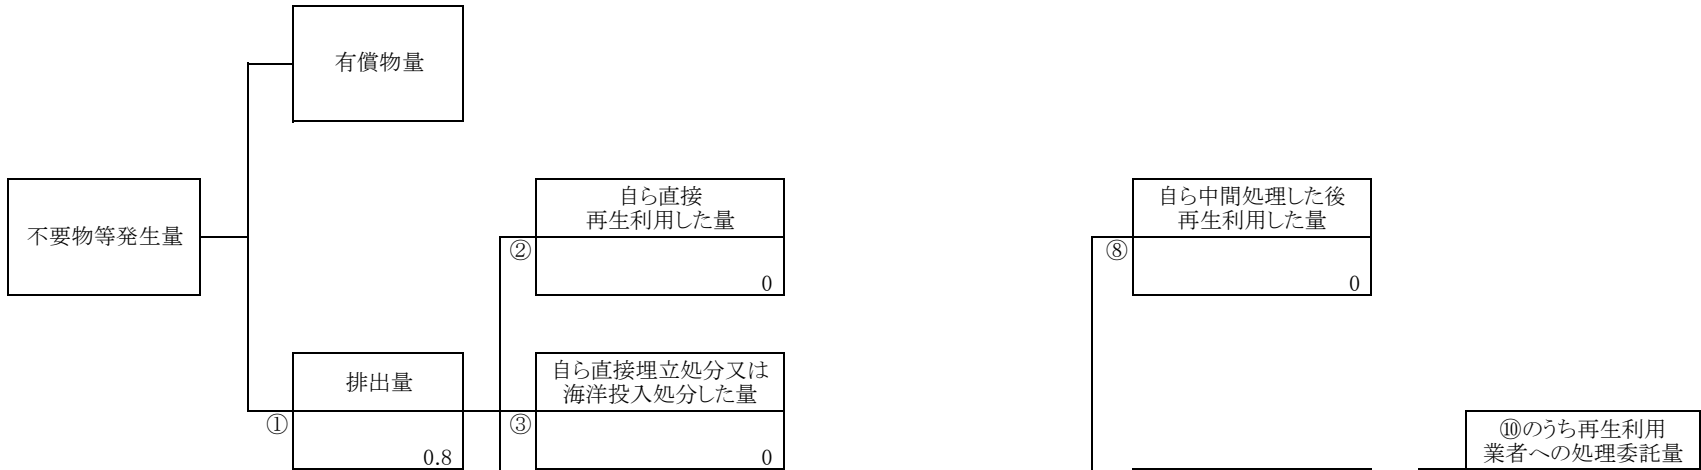 有償物量
不要物等発生量
自ら直接
再生利用した量
②
0
自ら中間処理した後
再生利用した量
⑧
0
排出量
①
0.8
自ら直接埋立処分又は
海洋投入処分した量
③
0
⑩のうち再生利用
業者への処理委託量